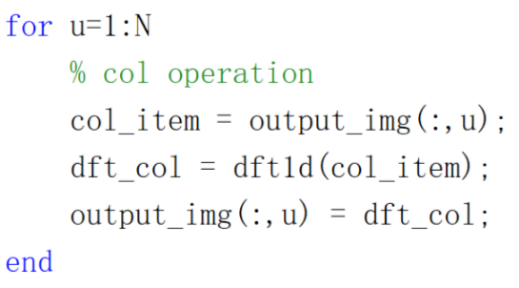 for u=1:N
    % col operation
    col_item = output_img(:,u);
    dft_col = dft1d(col_item);
    output_img(:,u) = dft_col;
end